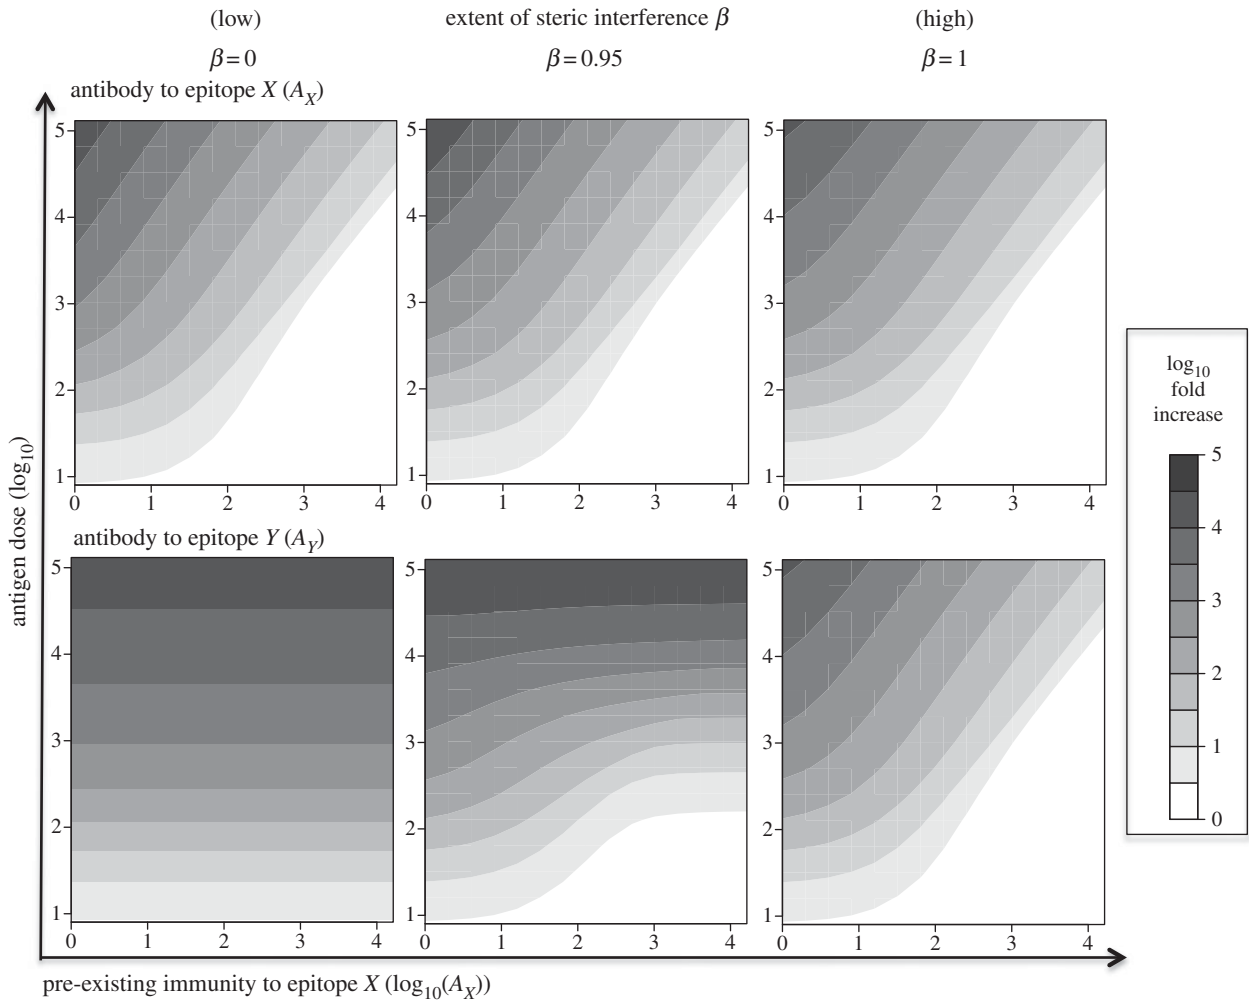 (low) extent of steric interference β (high)
β=0 β=0.95 β=1
antibody to epitope X (A_X)
5 5 5
4 4 4
3 3 3
2 2 2
1 1 1
0 1 2 3 4 0 1 2 3 4 0 1 2 3 4
antibody to epitope Y (A_Y)
5 5 5
4 4 4
3 3 3
2 2 2
1 1 1
0 1 2 3 4 0 1 2 3 4 0 1 2 3 4
antigen dose (log₁₀)
pre-existing immunity to epitope X (log₁₀(A_X))
log₁₀
fold
increase
5
4
3
2
1
0